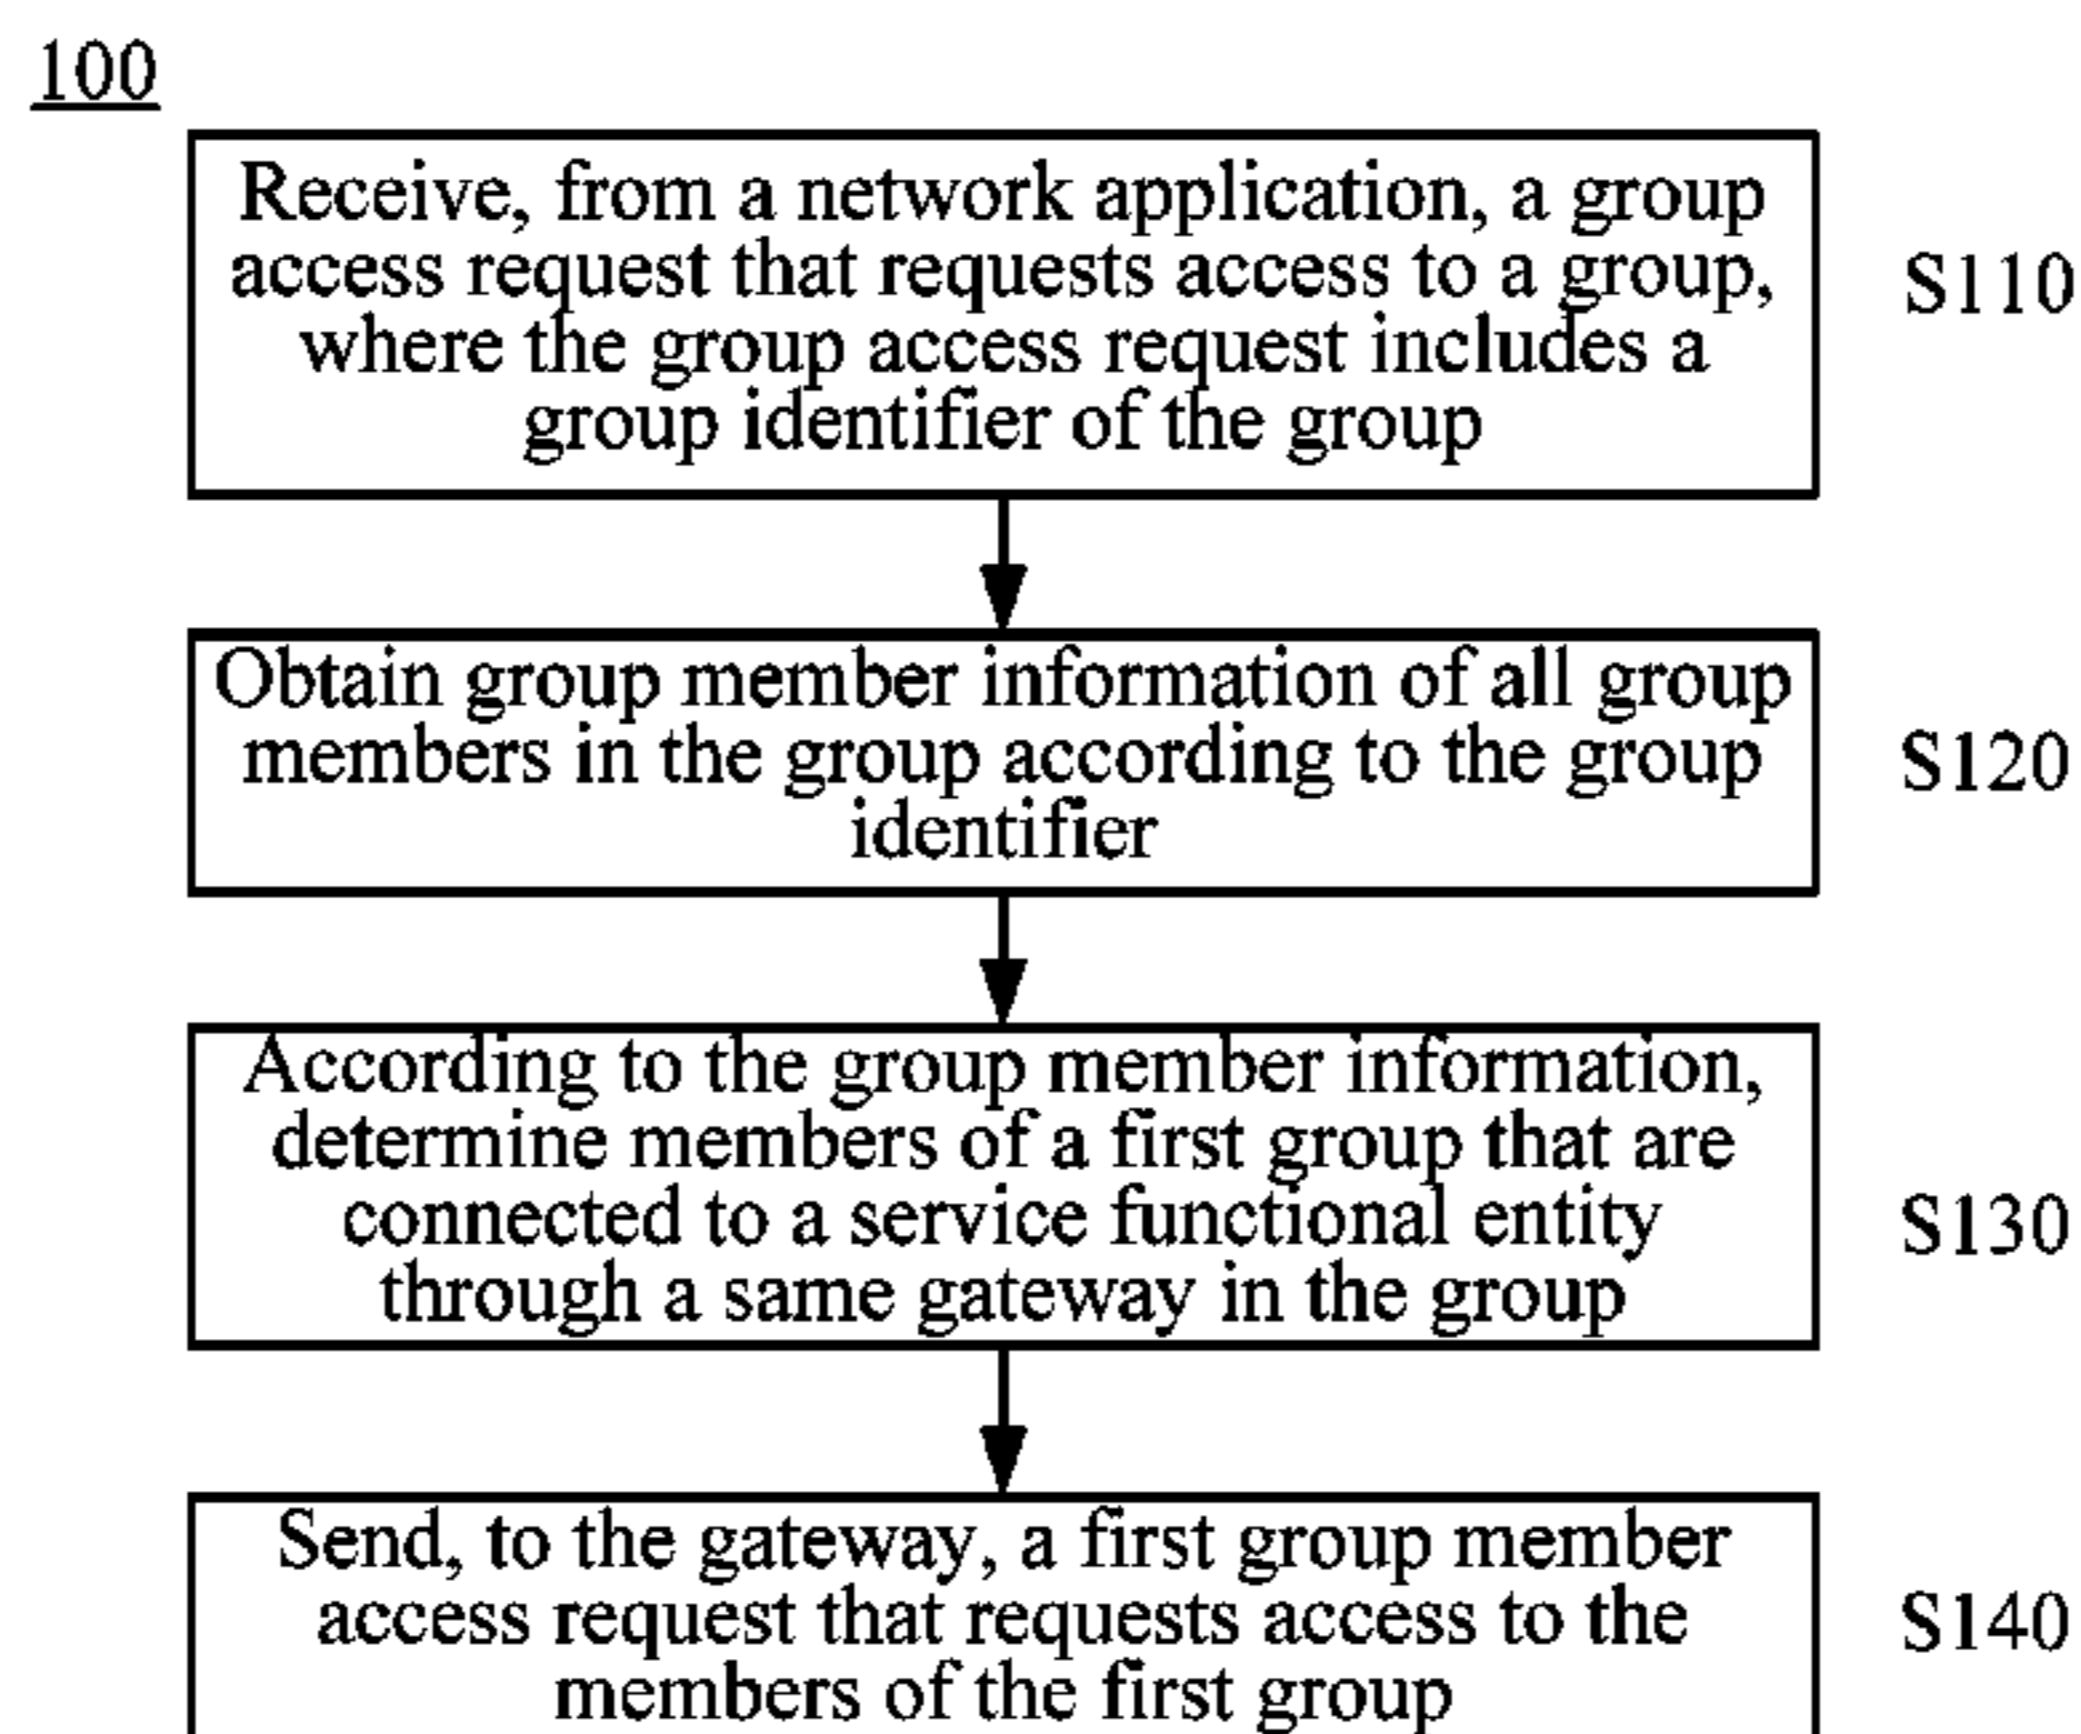 100
Receive, from a network application, a group
access request that requests access to a group,
where the group access request includes a
group identifier of the group
S110
Obtain group member information of all group
members in the group according to the group
identifier
S120
According to the group member information,
determine members of a first group that are
connected to a service functional entity
through a same gateway in the group
S130
Send, to the gateway, a first group member
access request that requests access to the
members of the first group
S140